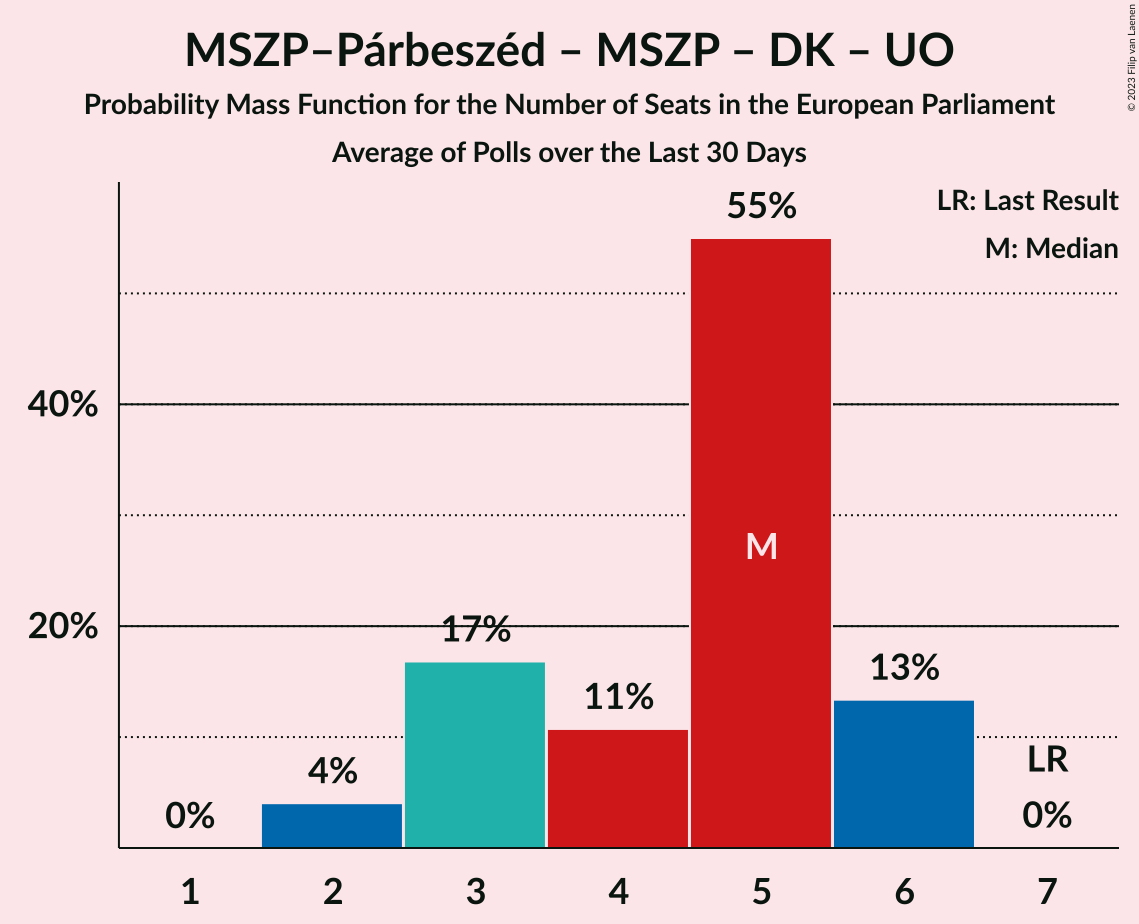 MSZP–Párbeszéd – MSZP – DK – UO
Probability Mass Function for the Number of Seats in the European Parliament
Average of Polls over the Last 30 Days
© 2023 Filip van Laenen
LR: Last Result
M: Median
55%
40%
M
20%
17%
13%
11%
4%
LR
0%
0%
1 2 3 4 5 6 7